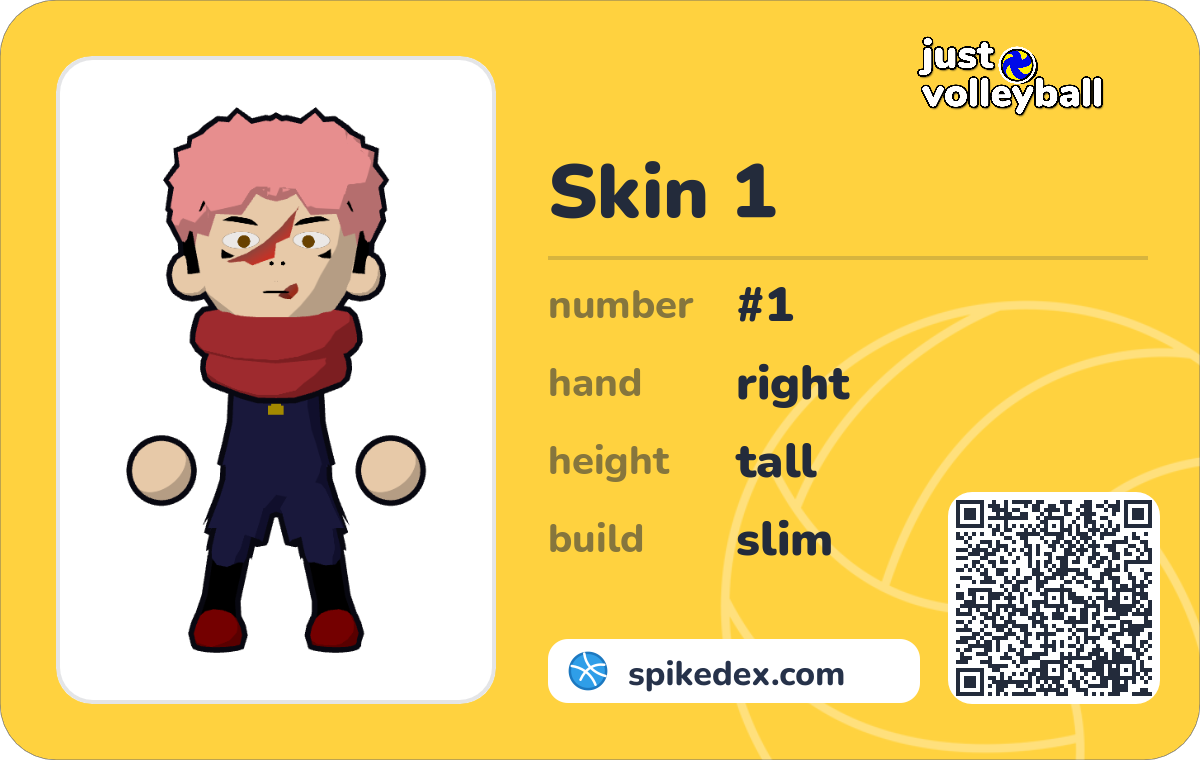 just
volleyball
Skin 1
number #1
hand right
height tall
build slim
spikedex.com